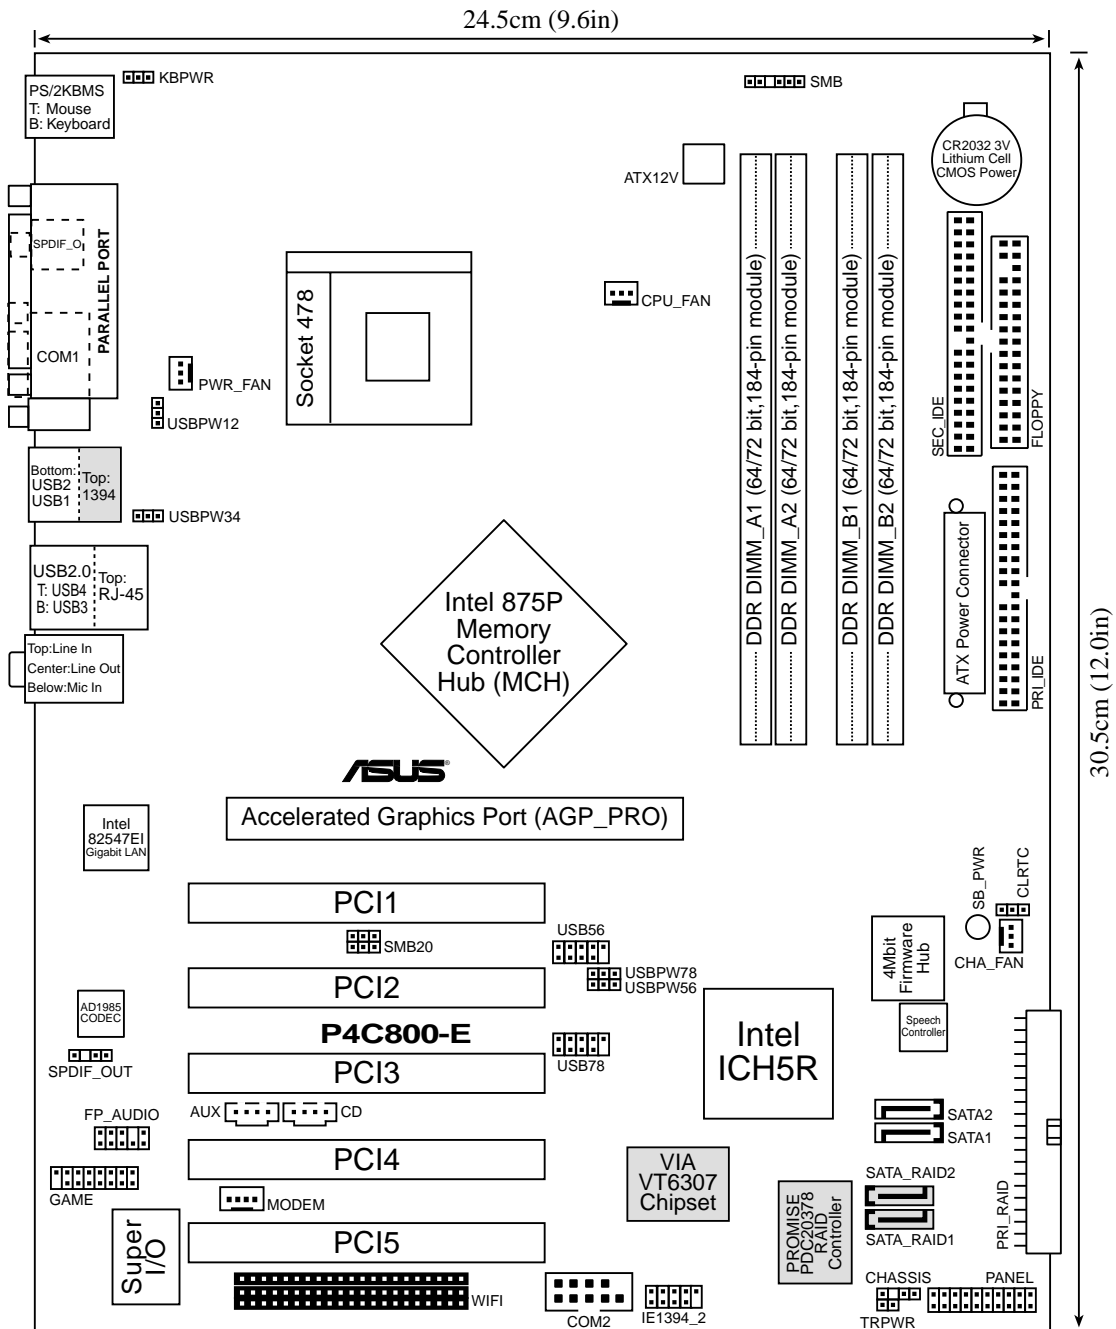 24.5cm (9.6in)
KBPWR
SMB
PS/2KBMS
T: Mouse
B: Keyboard
CR2032 3V
Lithium Cell
CMOS Power
ATX12V
SPDIF_O
PARALLEL PORT
COM1
Socket 478
CPU_FAN
PWR_FAN
USBPW12
DDR DIMM_A1 (64/72 bit,184-pin module)
DDR DIMM_A2 (64/72 bit,184-pin module)
DDR DIMM_B1 (64/72 bit,184-pin module)
DDR DIMM_B2 (64/72 bit,184-pin module)
SEC_IDE
FLOPPY
Bottom:
USB2
USB1
Top:
1394
USBPW34
USB2.0
T: USB4
B: USB3
Top:
RJ-45
Top:Line In
Center:Line Out
Below:Mic In
Intel 875P
Memory
Controller
Hub (MCH)
ATX Power Connector
PRI_IDE
30.5cm (12.0in)
ASUS®
Accelerated Graphics Port (AGP_PRO)
Intel
82547EI
Gigabit LAN
SB_PWR
CLRTC
PCI1
SMB20
USB56
USBPW78
USBPW56
4Mbit
Firmware
Hub
CHA_FAN
PCI2
AD1985
CODEC
P4C800-E
Intel
ICH5R
Speech
Controller
SPDIF_OUT
PCI3
USB78
AUX
CD
FP_AUDIO
SATA2
SATA1
PCI4
VIA
VT6307
Chipset
SATA_RAID2
GAME
MODEM
PROMISE
PDC20378
RAID
Controller
SATA_RAID1
PRI_RAID
Super
I/O
PCI5
WIFI
COM2
IE1394_2
CHASSIS
PANEL
TRPWR